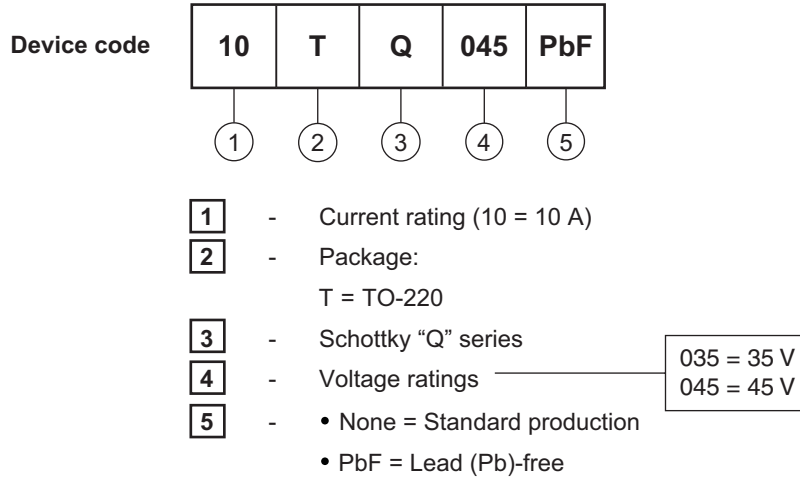 Device code 10 T Q 045 PbF
1 2 3 4 5
1 - Current rating (10 = 10 A)
2 - Package:
T = TO-220
3 - Schottky “Q” series
4 - Voltage ratings
035 = 35 V
045 = 45 V
5 - • None = Standard production
• PbF = Lead (Pb)-free